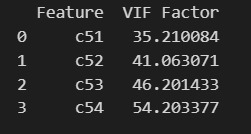 Feature VIF Factor
0 c51 35.210084
1 c52 41.063071
2 c53 46.201433
3 c54 54.203377